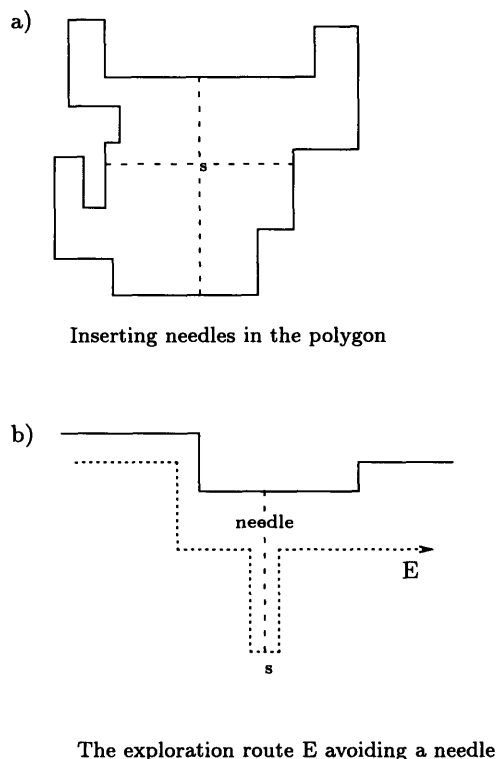 a)
s
Inserting needles in the polygon
b)
needle
E
s
The exploration route E avoiding a needle